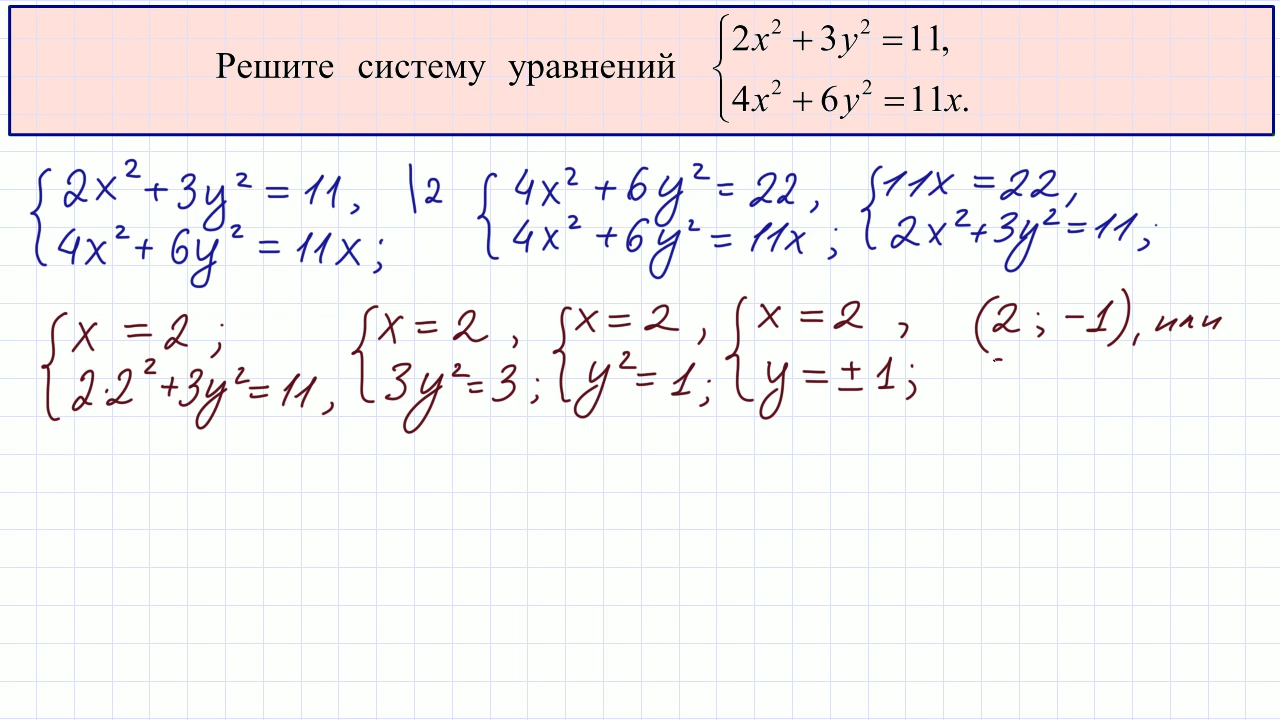 Решите систему уравнений { 2x² + 3y² = 11,
4x² + 6y² = 11x.
{ 2x² + 3y² = 11, |2 { 4x² + 6y² = 22, { 11x = 22,
4x² + 6y² = 11x; 4x² + 6y² = 11x; 2x² + 3y² = 11;
{ x = 2; { x = 2, { x = 2, { x = 2, (2; -1), или
2·2² + 3y² = 11, 3y² = 3; y² = 1; y = ±1;